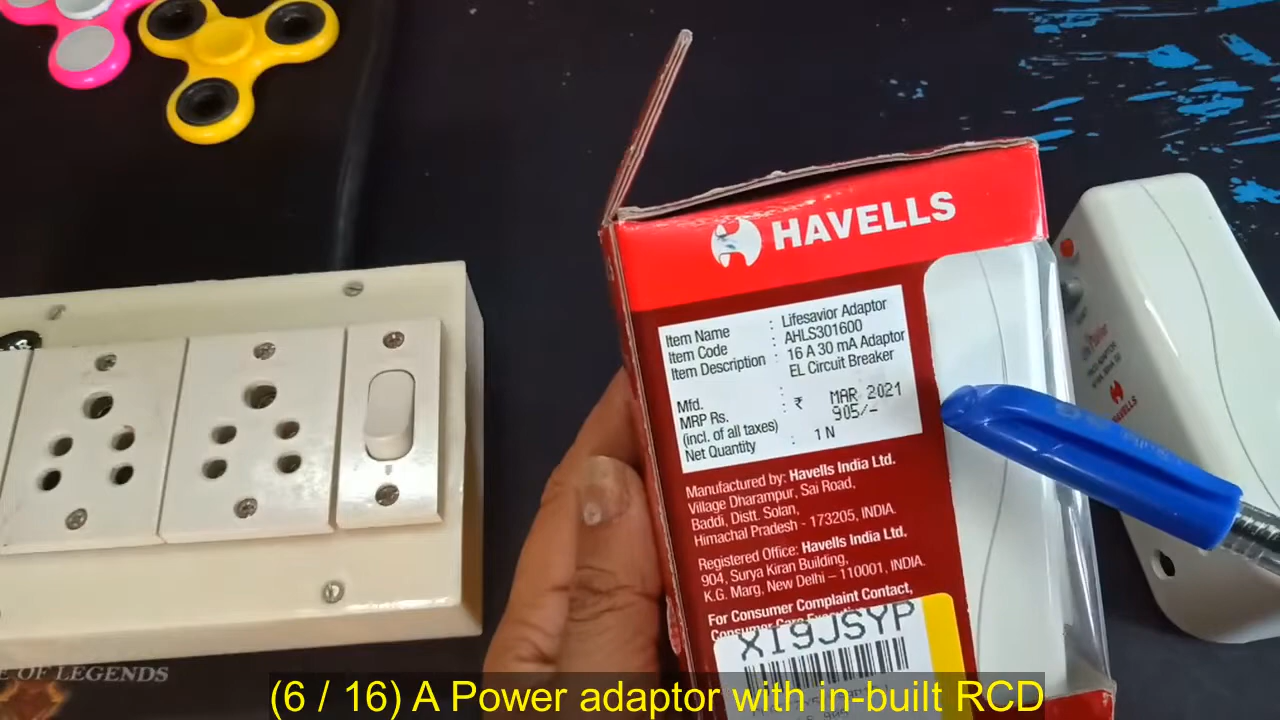 HAVELLS
Item Name : Lifesavior Adaptor
Item Code : AHLS301600
Item Description : 16 A 30 mA Adaptor
EL Circuit Breaker
Mfd. : MAR 2021
MRP Rs. : ₹ 905/-
(incl. of all taxes)
Net Quantity : 1 N
Manufactured by: Havells India Ltd.
Village Dharampur, Sai Road,
Baddi, Distt. Solan,
Himachal Pradesh - 173205, INDIA.
Registered Office: Havells India Ltd.
904, Surya Kiran Building,
K.G. Marg, New Delhi – 110001, INDIA.
For Consumer Complaint Contact,
XI9JSYP
HAVELLS
OF LEGENDS
(6 / 16) A Power adaptor with in-built RCD